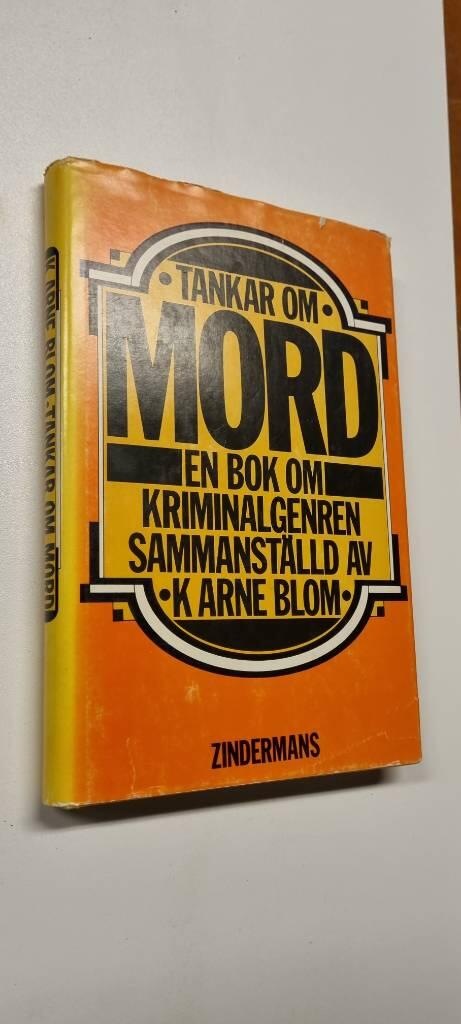 · TANKAR OM ·
MORD
EN BOK OM
KRIMINALGENREN
SAMMANSTÄLLD AV
· K ARNE BLOM ·
ZINDERMANS
K ARNE BLOM · TANKAR OM MORD